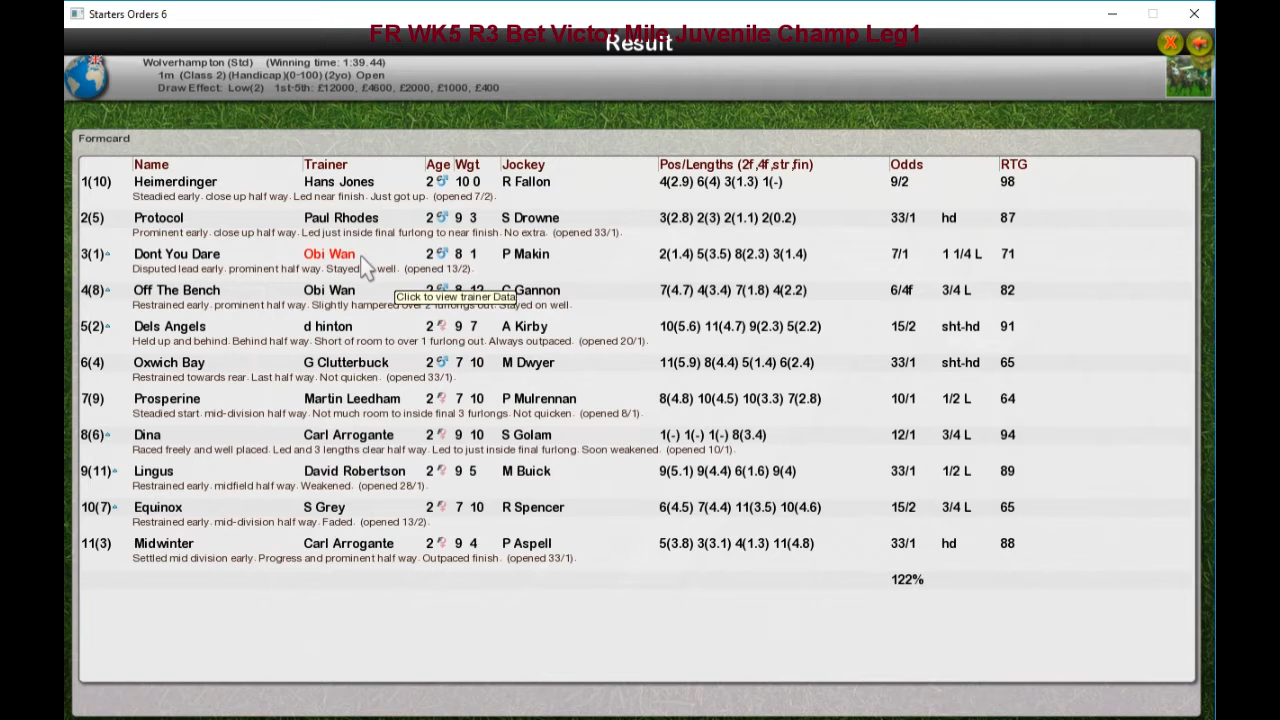 Starters Orders 6
FR WK5 R3 Bet Victor Mile Juvenile Champ Leg1
Result
Wolverhampton (Std) (Winning time: 1:39.44)
1m (Class 2)(Handicap)(0-100)(2yo) Open
Draw Effect: Low(2) 1st-5th: £12000, £4600, £2000, £1000, £400
Formcard
Name Trainer Age Wgt Jockey Pos/Lengths (2f,4f,str,fin) Odds RTG
1(10) Heimerdinger Hans Jones 2 10 0 R Fallon 4(2.9) 6(4) 3(1.3) 1(-) 9/2 98
Steadied early. close up half way. Led near finish. Just got up. (opened 7/2).
2(5) Protocol Paul Rhodes 2 9 3 S Drowne 3(2.8) 2(3) 2(1.1) 2(0.2) 33/1 hd 87
Prominent early. close up half way. Led just inside final furlong to near finish. No extra. (opened 33/1).
3(1) Dont You Dare Obi Wan 2 8 1 P Makin 2(1.4) 5(3.5) 8(2.3) 3(1.4) 7/1 1 1/4 L 71
Disputed lead early. prominent half way. Stayed well. (opened 13/2).
4(8) Off The Bench Obi Wan 2 8 12 C Gannon 7(4.7) 4(3.4) 7(1.8) 4(2.2) 6/4f 3/4 L 82
Click to view trainer Data
Restrained early. prominent half way. Slightly hampered over 2 furlongs out. Stayed on well.
5(2) Dels Angels d hinton 2 9 7 A Kirby 10(5.6) 11(4.7) 9(2.3) 5(2.2) 15/2 sht-hd 91
Held up and behind. Behind half way. Short of room to over 1 furlong out. Always outpaced. (opened 20/1).
6(4) Oxwich Bay G Clutterbuck 2 7 10 M Dwyer 11(5.9) 8(4.4) 5(1.4) 6(2.4) 33/1 sht-hd 65
Restrained towards rear. Last half way. Not quicken. (opened 33/1).
7(9) Prosperine Martin Leedham 2 7 10 P Mulrennan 8(4.8) 10(4.5) 10(3.3) 7(2.8) 10/1 1/2 L 64
Steadied start. mid-division half way. Not much room to inside final 3 furlongs. Not quicken. (opened 8/1).
8(6) Dina Carl Arrogante 2 9 10 S Golam 1(-) 1(-) 1(-) 8(3.4) 12/1 3/4 L 94
Raced freely and well placed. Led and 3 lengths clear half way. Led to just inside final furlong. Soon weakened. (opened 10/1).
9(11) Lingus David Robertson 2 9 5 M Buick 9(5.1) 9(4.4) 6(1.6) 9(4) 33/1 1/2 L 89
Restrained early. midfield half way. Weakened. (opened 28/1).
10(7) Equinox S Grey 2 7 10 R Spencer 6(4.5) 7(4.4) 11(3.5) 10(4.6) 15/2 3/4 L 65
Restrained early. mid-division half way. Faded. (opened 13/2).
11(3) Midwinter Carl Arrogante 2 9 4 P Aspell 5(3.8) 3(3.1) 4(1.3) 11(4.8) 33/1 hd 88
Settled mid division early. Progress and prominent half way. Outpaced finish. (opened 33/1).
122%